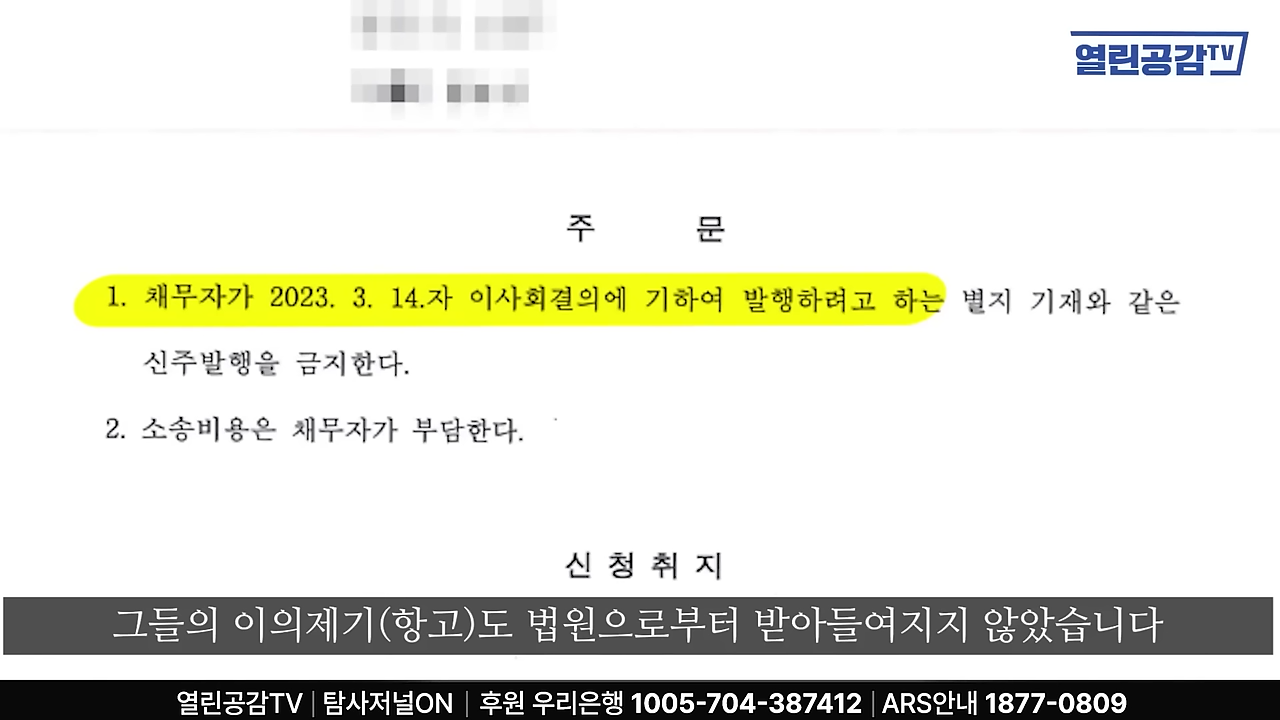 열린공감TV
주 문
1. 채무자가 2023. 3. 14.자 이사회결의에 기하여 발행하려고 하는 별지 기재와 같은
신주발행을 금지한다.
2. 소송비용은 채무자가 부담한다.
신 청 취 지
그들의 이의제기(항고)도 법원으로부터 받아들여지지 않았습니다
열린공감TV | 탐사저널ON | 후원 우리은행 1005-704-387412 | ARS안내 1877-0809